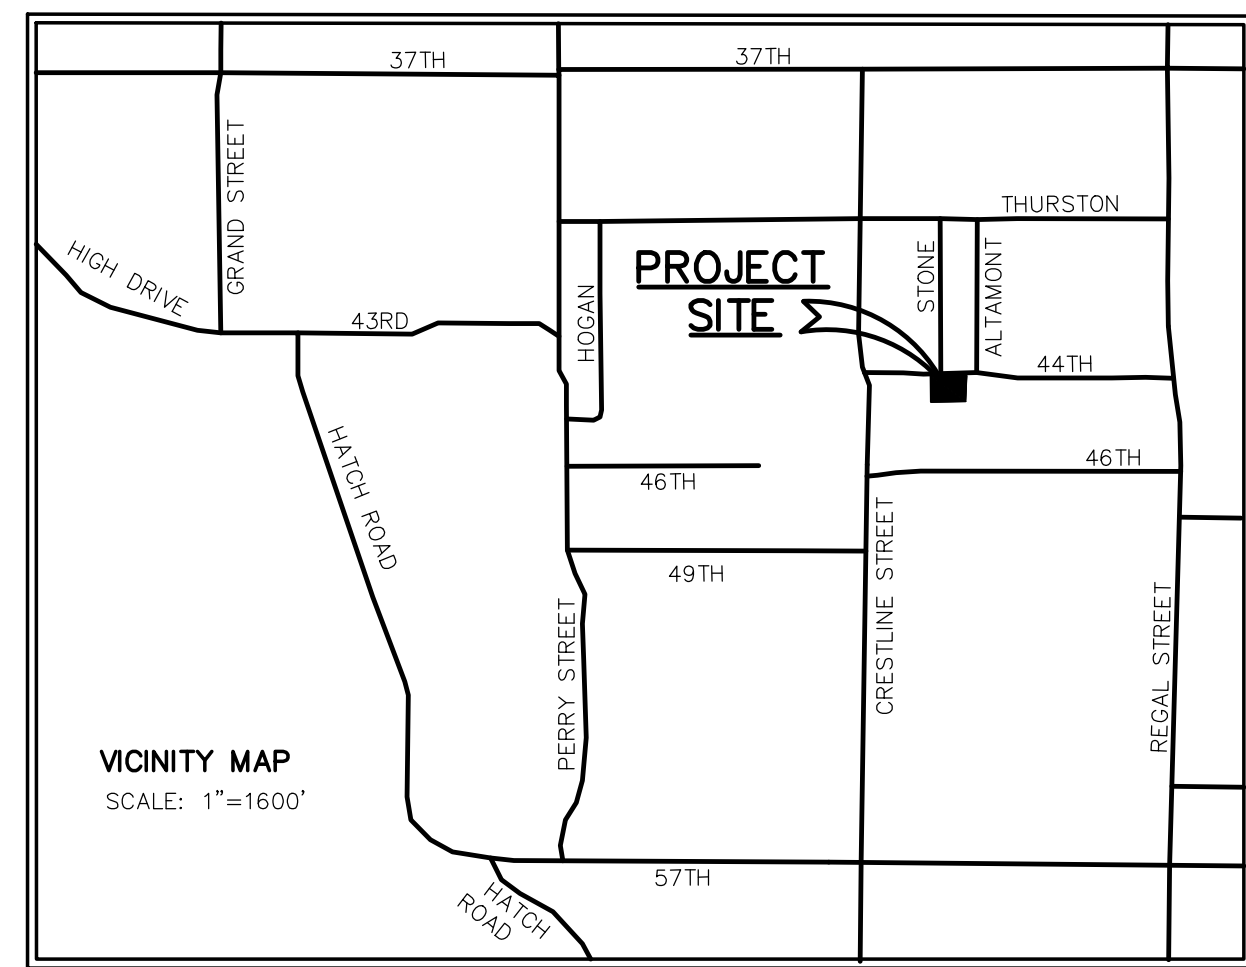 37TH
37TH
GRAND STREET
THURSTON
HIGH DRIVE
PROJECT
SITE
STONE
ALTAMONT
HOGAN
43RD
44TH
HATCH ROAD
46TH
46TH
49TH
CRESTLINE STREET
PERRY STREET
REGAL STREET
VICINITY MAP
SCALE: 1"=1600'
57TH
HATCH
ROAD